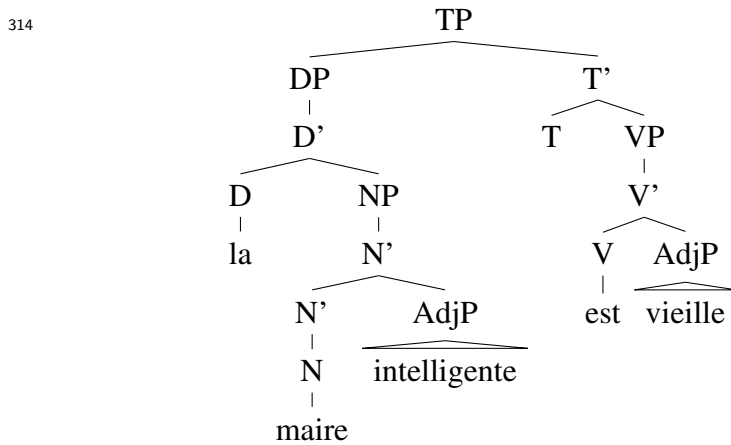 314
TP
DP T'
D' T VP
D NP V'
la N' V AdjP
N' AdjP est vieille
N intelligente
maire